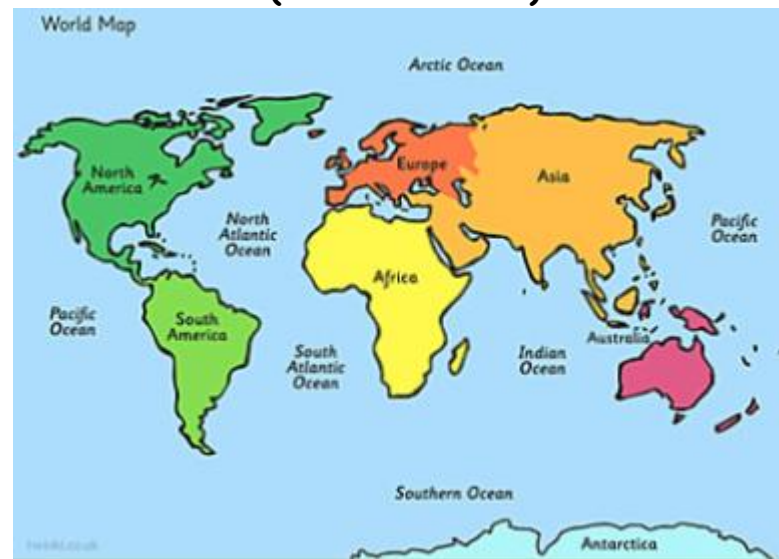 World Map
Arctic Ocean
North
America
Europe
Asia
North
Atlantic
Ocean
Pacific
Ocean
Africa
Pacific
Ocean
South
America
South
Atlantic
Ocean
Indian
Ocean
Australia
Southern Ocean
Antarctica